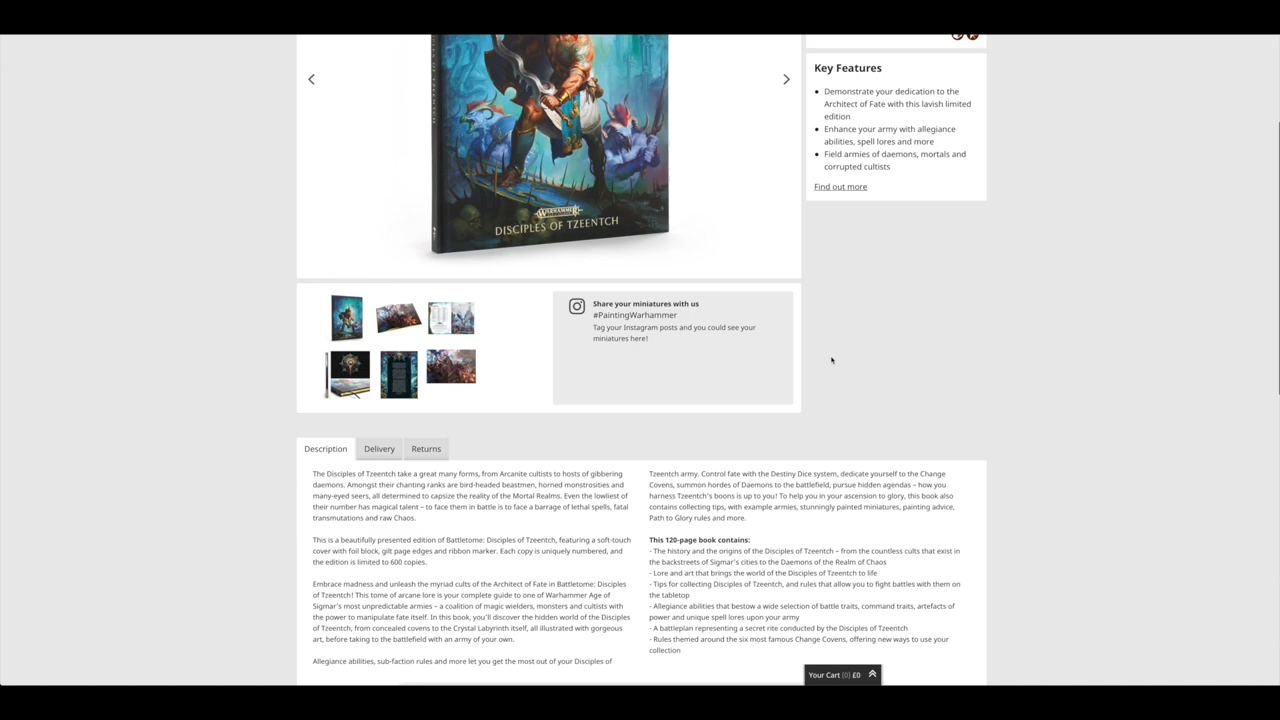 WARHAMMER
DISCIPLES OF TZEENTCH
Key Features
Demonstrate your dedication to the
Architect of Fate with this lavish limited
edition
Enhance your army with allegiance
abilities, spell lores and more
Field armies of daemons, mortals and
corrupted cultists
Find out more
Share your miniatures with us
#PaintingWarhammer
Tag your Instagram posts and you could see your
miniatures here!
Description
Delivery
Returns
The Disciples of Tzeentch take a great many forms, from Arcanite cultists to hosts of gibbering
daemons. Amongst their chanting ranks are bird-headed beastmen, horned monstrosities and
many-eyed seers, all determined to capsize the reality of the Mortal Realms. Even the lowliest of
their number has magical talent – to face them in battle is to face a barrage of lethal spells, fatal
transmutations and raw Chaos.
This is a beautifully presented edition of Battletome: Disciples of Tzeentch, featuring a soft-touch
cover with foil block, gilt page edges and ribbon marker. Each copy is uniquely numbered, and
the edition is limited to 600 copies.
Embrace madness and unleash the myriad cults of the Architect of Fate in Battletome: Disciples
of Tzeentch! This tome of arcane lore is your complete guide to one of Warhammer Age of
Sigmar's most unpredictable armies – a coalition of magic wielders, monsters and cultists with
the power to manipulate fate itself. In this book, you'll discover the hidden world of the Disciples
of Tzeentch, from concealed covens to the Crystal Labyrinth itself, all illustrated with gorgeous
art, before taking to the battlefield with an army of your own.
Allegiance abilities, sub-faction rules and more let you get the most out of your Disciples of
Tzeentch army. Control fate with the Destiny Dice system, dedicate yourself to the Change
Covens, summon hordes of Daemons to the battlefield, pursue hidden agendas – how you
harness Tzeentch's boons is up to you! To help you in your ascension to glory, this book also
contains collecting tips, with example armies, stunningly painted miniatures, painting advice,
Path to Glory rules and more.
This 120-page book contains:
- The history and the origins of the Disciples of Tzeentch – from the countless cults that exist in
the backstreets of Sigmar's cities to the Daemons of the Realm of Chaos
- Lore and art that brings the world of the Disciples of Tzeentch to life
- Tips for collecting Disciples of Tzeentch, and rules that allow you to fight battles with them on
the tabletop
- Allegiance abilities that bestow a wide selection of battle traits, command traits, artefacts of
power and unique spell lores upon your army
- A battleplan representing a secret rite conducted by the Disciples of Tzeentch
- Rules themed around the six most famous Change Covens, offering new ways to use your
collection
Your Cart (0) £0